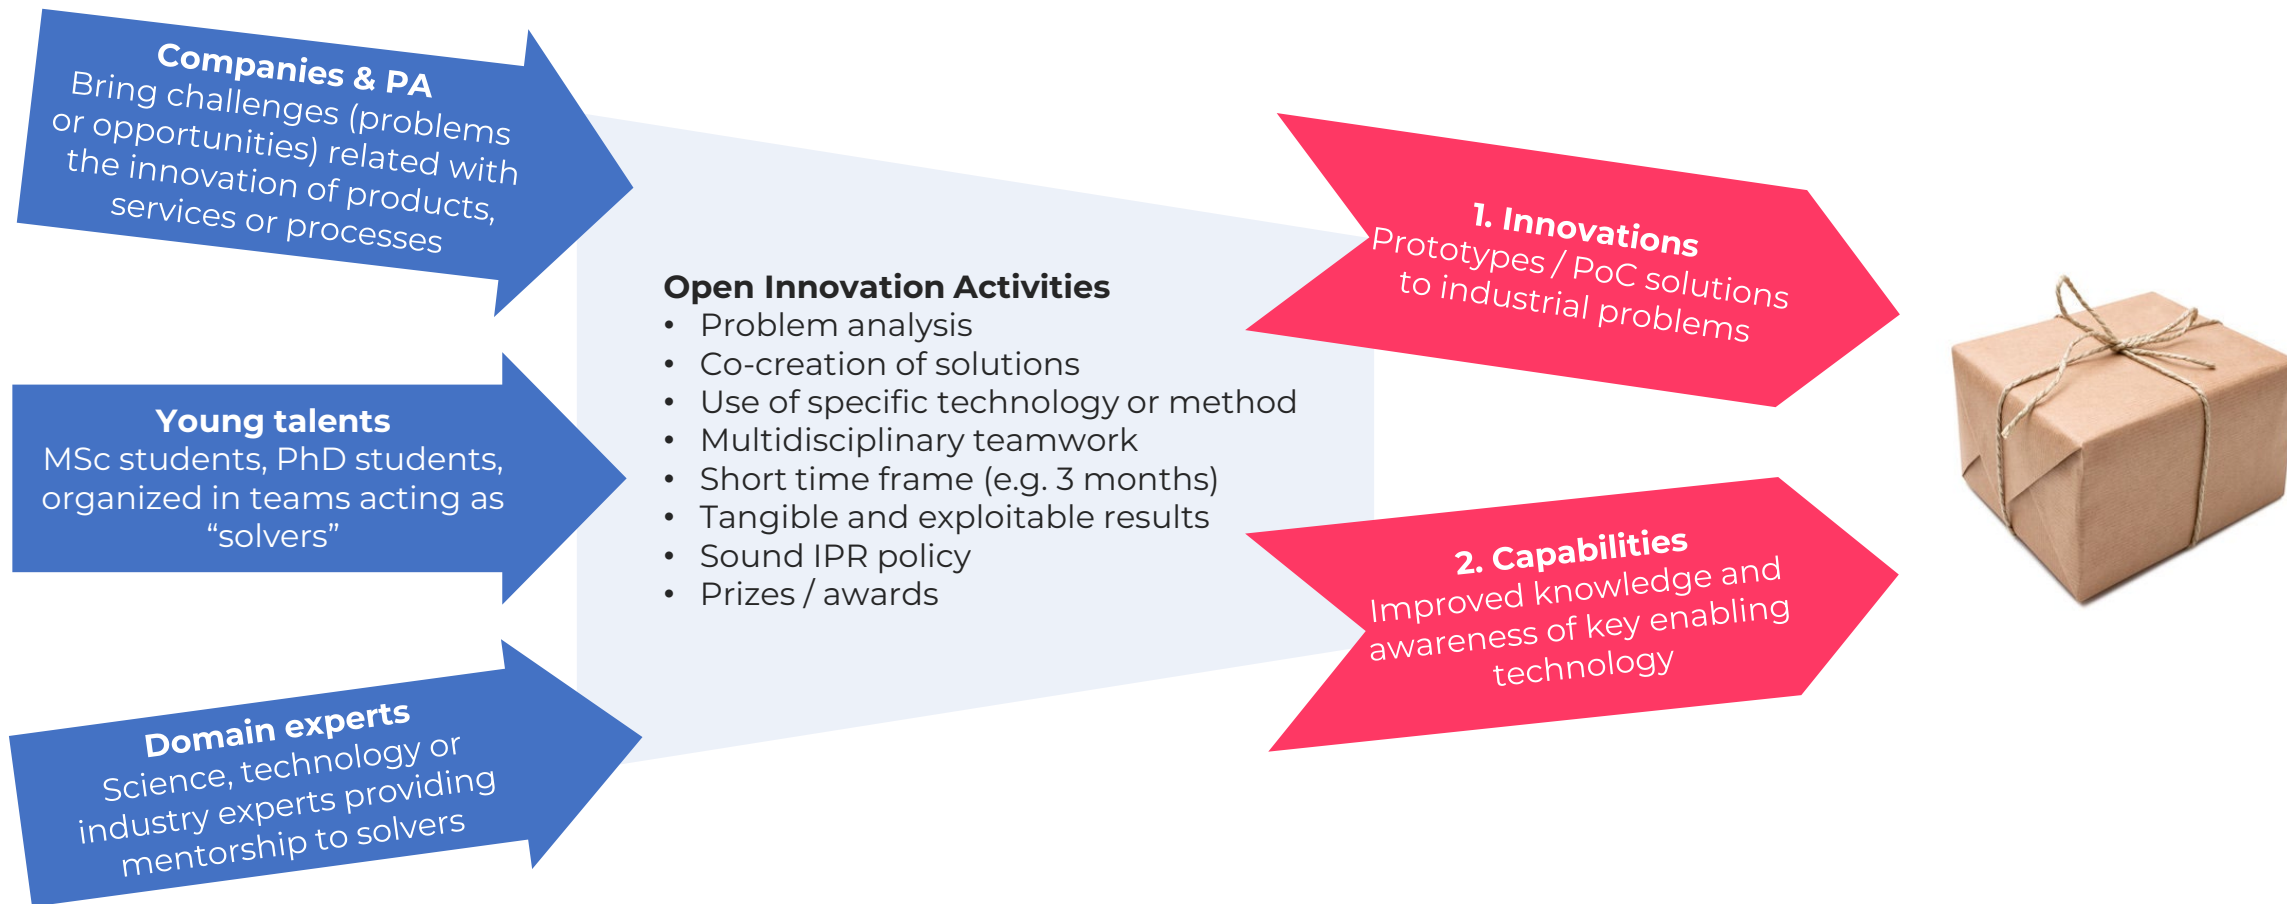 Companies & PA
Bring challenges (problems
or opportunities) related with
the innovation of products,
services or processes
Young talents
MSc students, PhD students,
organized in teams acting as
“solvers”
Domain experts
Science, technology or
industry experts providing
mentorship to solvers
Open Innovation Activities
• Problem analysis
• Co-creation of solutions
• Use of specific technology or method
• Multidisciplinary teamwork
• Short time frame (e.g. 3 months)
• Tangible and exploitable results
• Sound IPR policy
• Prizes / awards
1. Innovations
Prototypes / PoC solutions
to industrial problems
2. Capabilities
Improved knowledge and
awareness of key enabling
technology